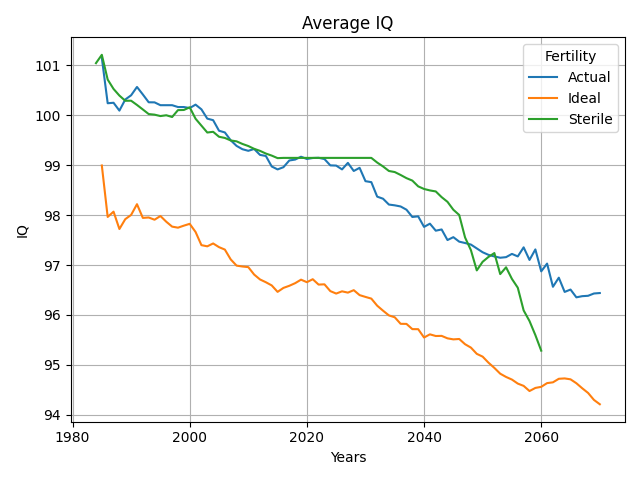 Average IQ
Fertility
Actual
Ideal
Sterile
IQ
101
100
99
98
97
96
95
94
1980
2000
2020
2040
2060
Years